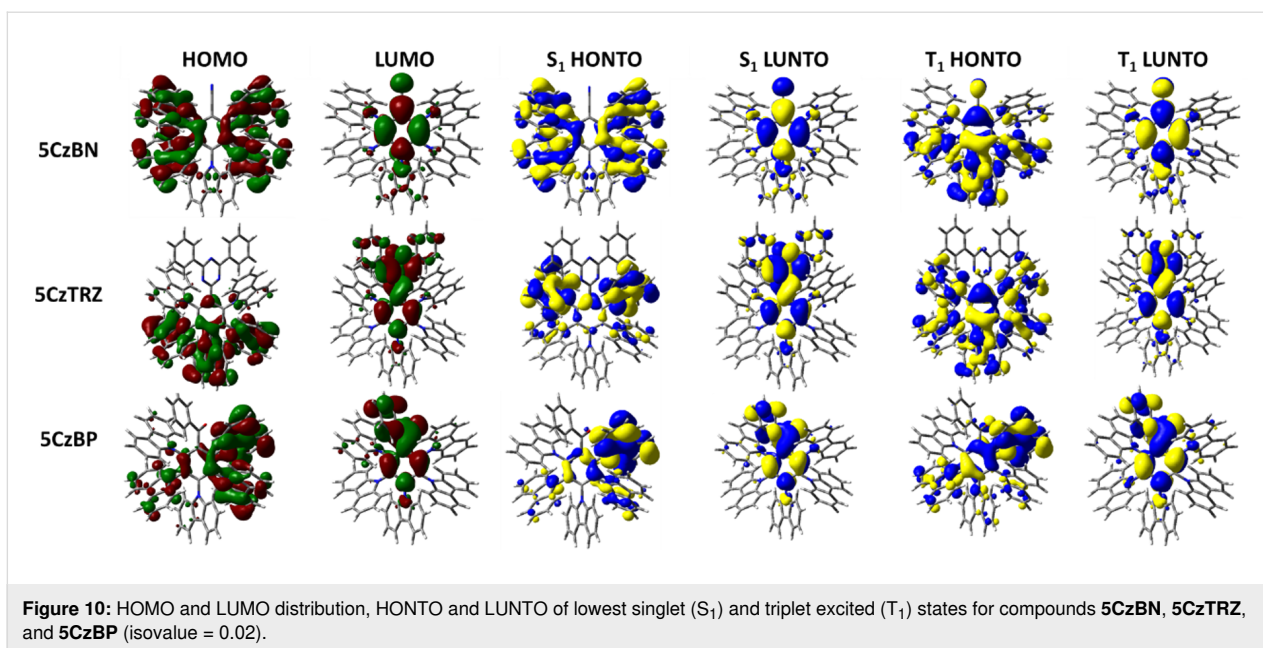 HOMO LUMO S₁ HONTO S₁ LUNTO T₁ HONTO T₁ LUNTO
5CzBN
5CzTRZ
5CzBP
Figure 10: HOMO and LUMO distribution, HONTO and LUNTO of lowest singlet (S₁) and triplet excited (T₁) states for compounds 5CzBN, 5CzTRZ,
and 5CzBP (isovalue = 0.02).